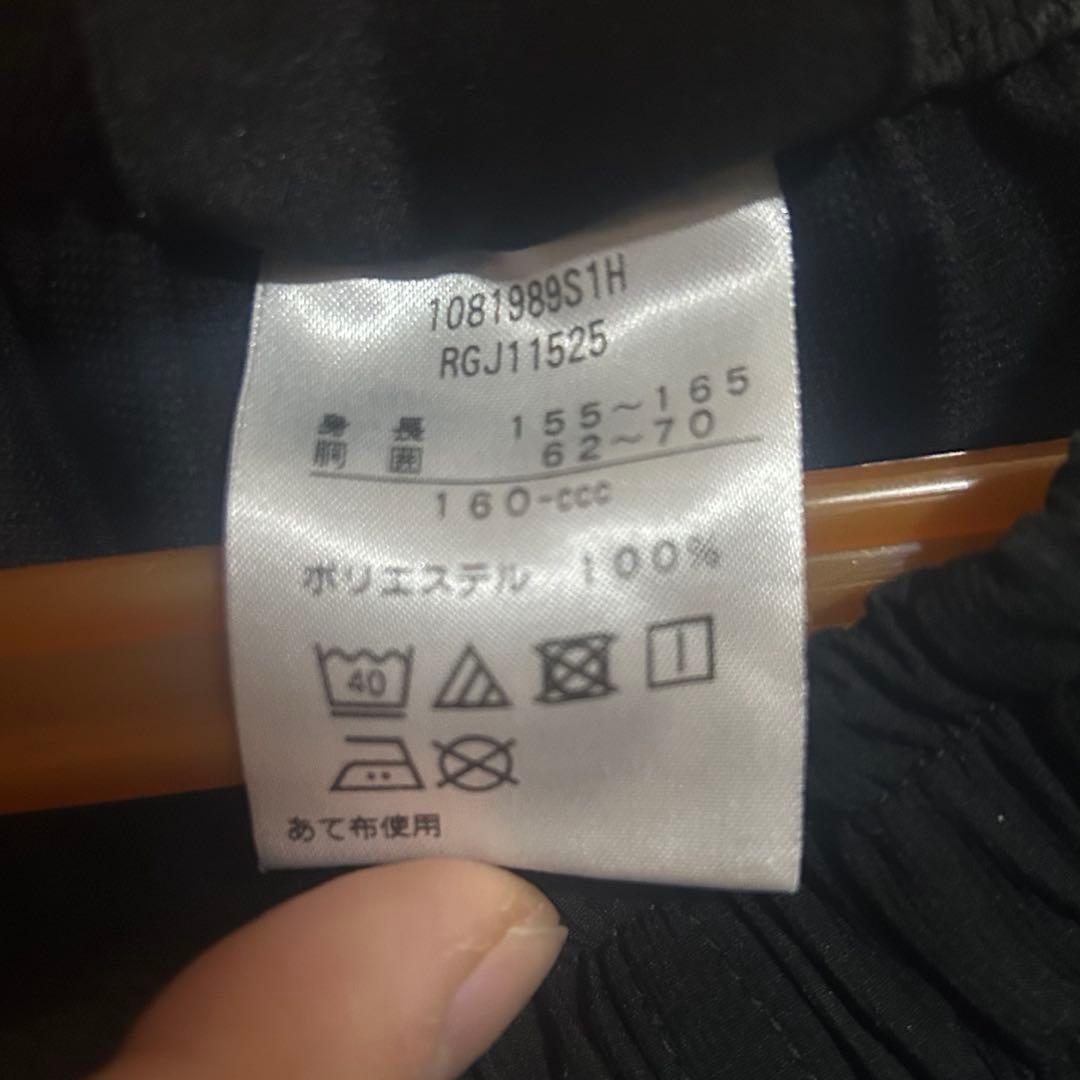 1081989S1H
RGJ11525
身長 155～165
胴囲 62～70
160-ccc
ポリエステル 100%
40
あて布使用